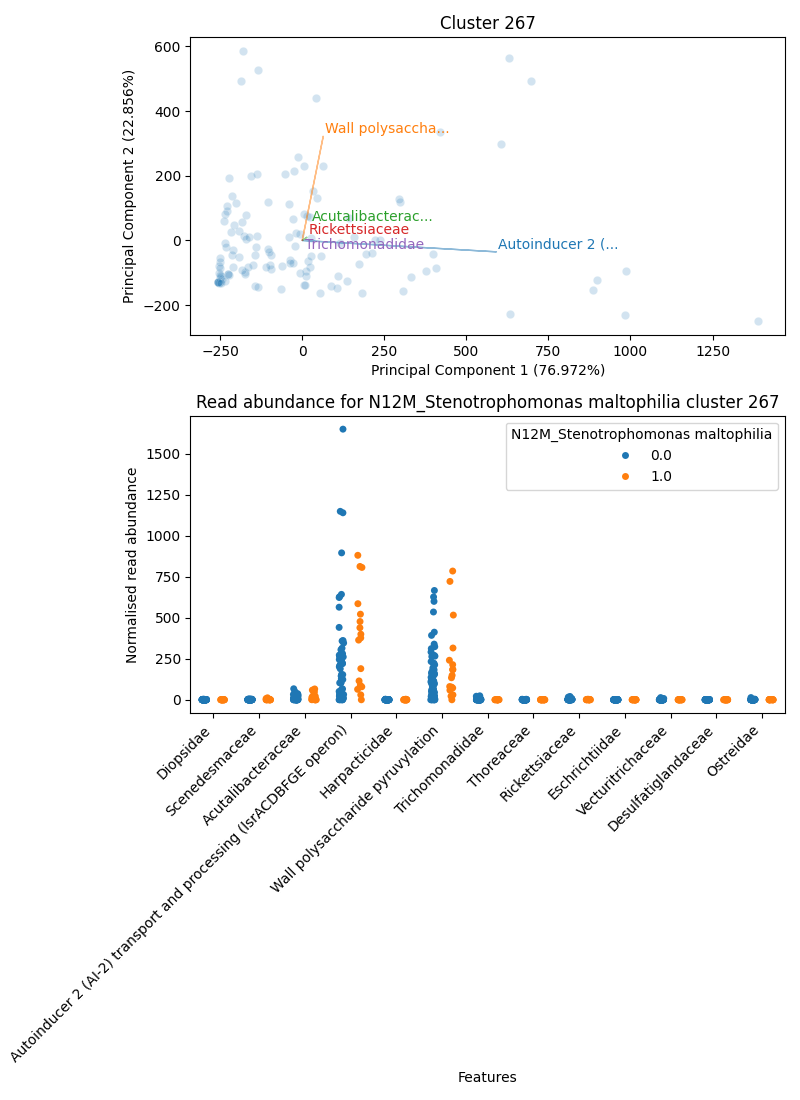 Cluster 267
600
400
200
0
−200
Principal Component 2 (22.856%)
Wall polysaccha...
Acutalibacterac...
Rickettsiaceae
Trichomonadidae
Autoinducer 2 (...
−250
0
250
500
750
1000
1250
Principal Component 1 (76.972%)
Read abundance for N12M_Stenotrophomonas maltophilia cluster 267
N12M_Stenotrophomonas maltophilia
0.0
1.0
1500
1250
1000
750
500
250
0
Normalised read abundance
Diopsidae
Scenedesmaceae
Acutalibacteraceae
Autoinducer 2 (AI-2) transport and processing (lsrACDBFGE operon)
Harpacticidae
Wall polysaccharide pyruvylation
Trichomonadidae
Thoreaceae
Rickettsiaceae
Eschrichtiidae
Vecturitrichaceae
Desulfatiglandaceae
Ostreidae
Features